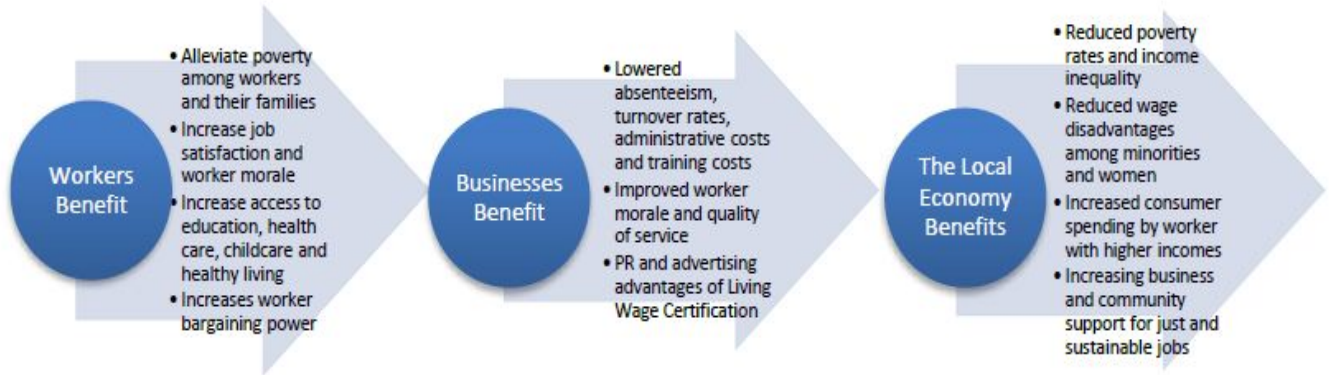 Workers
Benefit
• Alleviate poverty
among workers
and their families
• Increase job
satisfaction and
worker morale
• Increase access to
education, health
care, childcare and
healthy living
• Increases worker
bargaining power
Businesses
Benefit
• Lowered
absenteeism,
turnover rates,
administrative costs
and training costs
• Improved worker
morale and quality
of service
• PR and advertising
advantages of Living
Wage Certification
The Local
Economy
Benefits
• Reduced poverty
rates and income
inequality
• Reduced wage
disadvantages
among minorities
and women
• Increased consumer
spending by worker
with higher incomes
• Increasing business
and community
support for just and
sustainable jobs